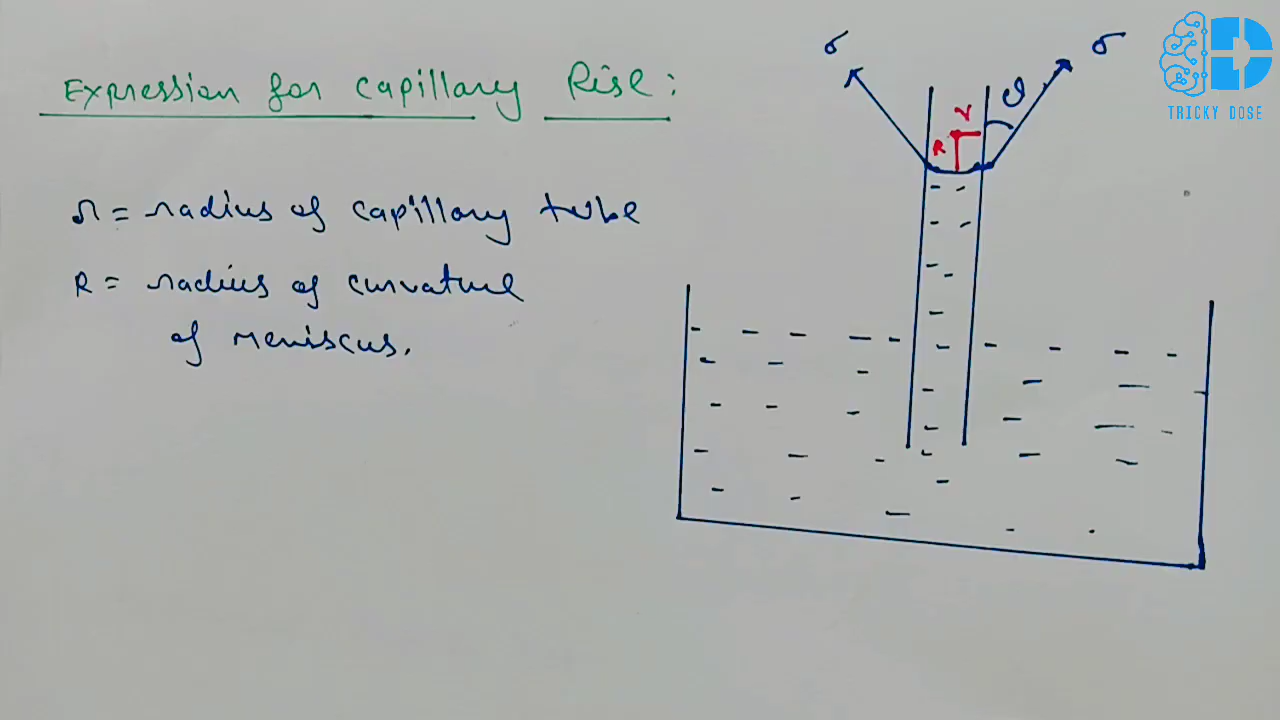 Expression for Capillary Rise:
r = radius of capillary tube
R = radius of curvature
of Meniscus.
σ
σ
θ
r
R
TRICKY DOSE